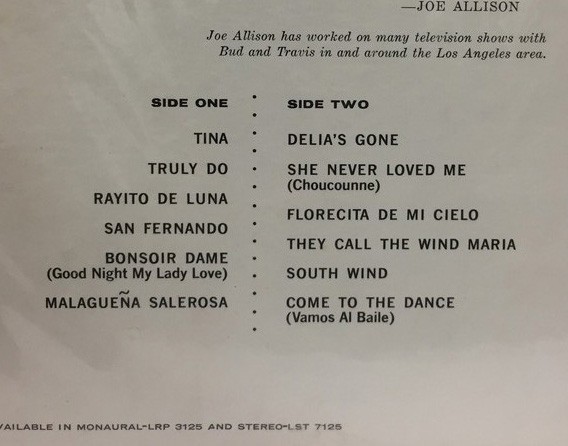 —JOE ALLISON
Joe Allison has worked on many television shows with
Bud and Travis in and around the Los Angeles area.
SIDE ONE
TINA
TRULY DO
RAYITO DE LUNA
SAN FERNANDO
BONSOIR DAME
(Good Night My Lady Love)
MALAGUEÑA SALEROSA
SIDE TWO
DELIA'S GONE
SHE NEVER LOVED ME
(Choucounne)
FLORECITA DE MI CIELO
THEY CALL THE WIND MARIA
SOUTH WIND
COME TO THE DANCE
(Vamos Al Baile)
VAILABLE IN MONAURAL-LRP 3125 AND STEREO-LST 7125